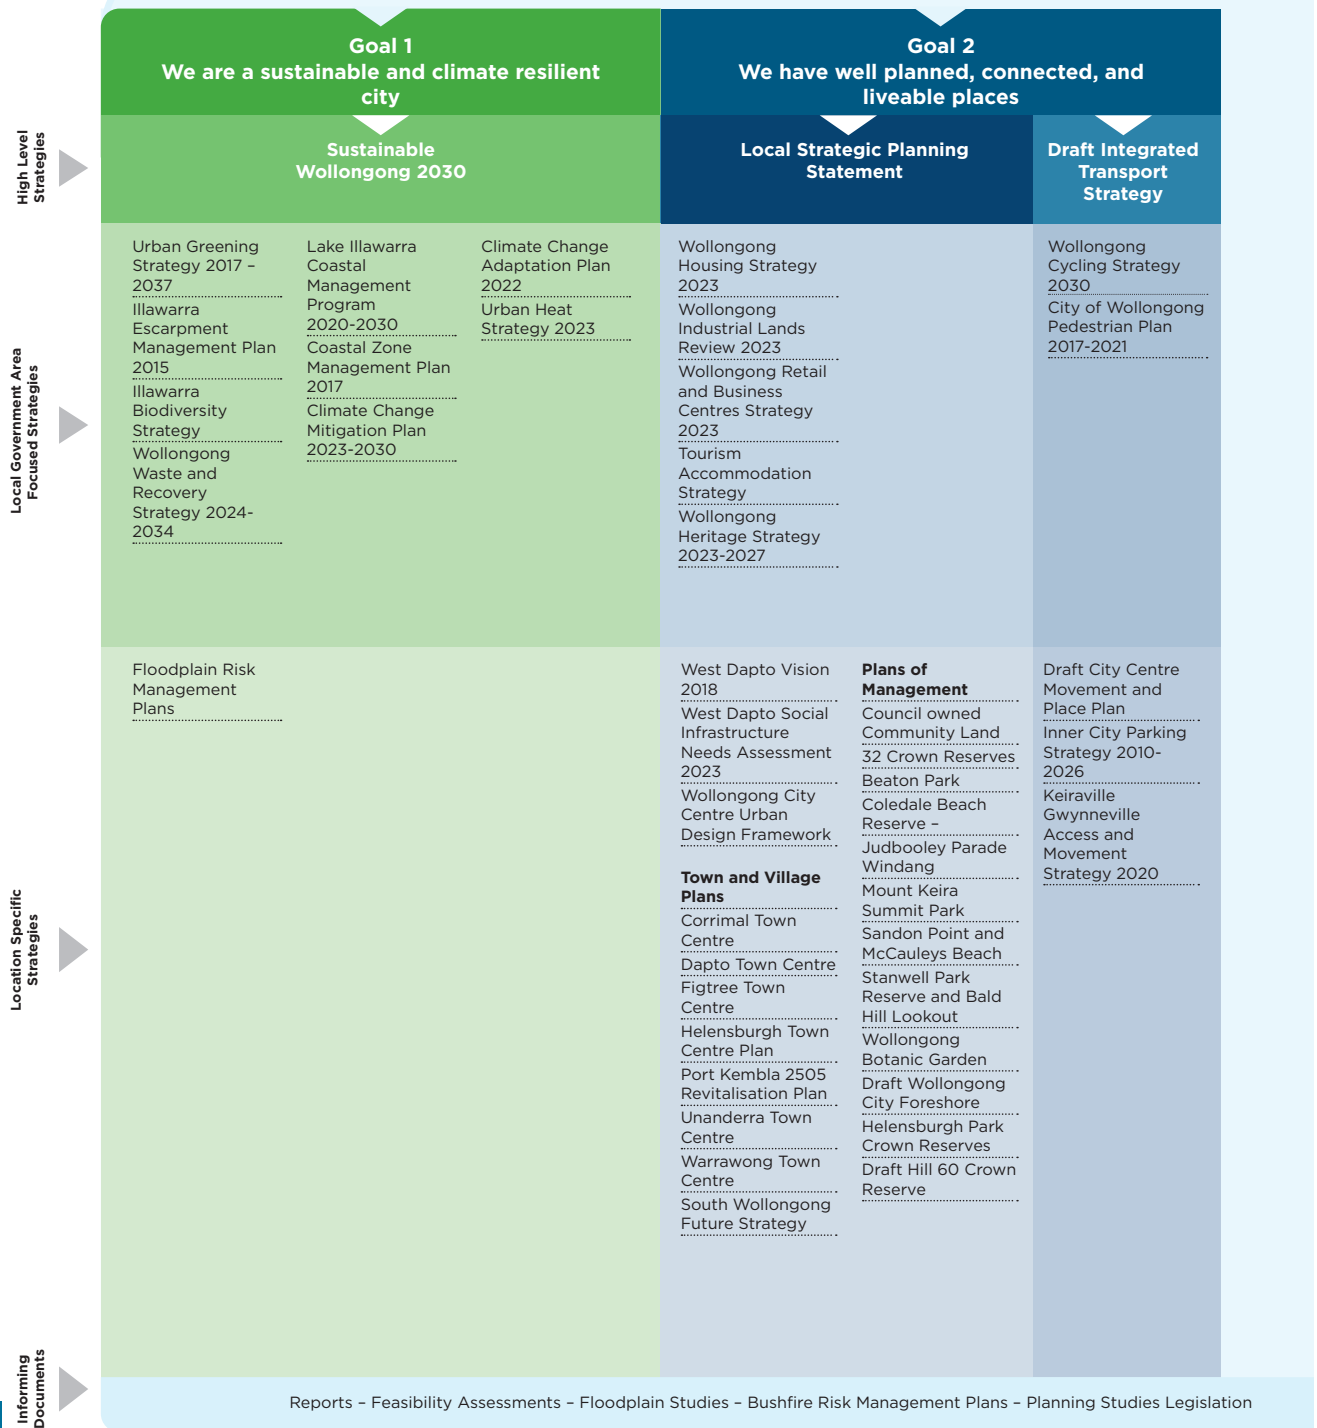 Goal 1
We are a sustainable and climate resilient
city
Goal 2
We have well planned, connected, and
liveable places
High Level
Strategies
Sustainable
Wollongong 2030
Local Strategic Planning
Statement
Draft Integrated
Transport
Strategy
Local Government Area
Focused Strategies
Urban Greening
Strategy 2017 –
2037
Illawarra
Escarpment
Management Plan
2015
Illawarra
Biodiversity
Strategy
Wollongong
Waste and
Recovery
Strategy 2024-
2034
Lake Illawarra
Coastal
Management
Program
2020-2030
Coastal Zone
Management Plan
2017
Climate Change
Mitigation Plan
2023-2030
Climate Change
Adaptation Plan
2022
Urban Heat
Strategy 2023
Wollongong
Housing Strategy
2023
Wollongong
Industrial Lands
Review 2023
Wollongong Retail
and Business
Centres Strategy
2023
Tourism
Accommodation
Strategy
Wollongong
Heritage Strategy
2023-2027
Wollongong
Cycling Strategy
2030
City of Wollongong
Pedestrian Plan
2017-2021
Location Specific
Strategies
Floodplain Risk
Management
Plans
West Dapto Vision
2018
West Dapto Social
Infrastructure
Needs Assessment
2023
Wollongong City
Centre Urban
Design Framework
Town and Village
Plans
Corrimal Town
Centre
Dapto Town Centre
Figtree Town
Centre
Helensburgh Town
Centre Plan
Port Kembla 2505
Revitalisation Plan
Unanderra Town
Centre
Warrawong Town
Centre
South Wollongong
Future Strategy
Plans of
Management
Council owned
Community Land
32 Crown Reserves
Beaton Park
Coledale Beach
Reserve –
Judbooley Parade
Windang
Mount Keira
Summit Park
Sandon Point and
McCauleys Beach
Stanwell Park
Reserve and Bald
Hill Lookout
Wollongong
Botanic Garden
Draft Wollongong
City Foreshore
Helensburgh Park
Crown Reserves
Draft Hill 60 Crown
Reserve
Draft City Centre
Movement and
Place Plan
Inner City Parking
Strategy 2010-
2026
Keiraville
Gwynneville
Access and
Movement
Strategy 2020
Informing
Documents
Reports – Feasibility Assessments – Floodplain Studies – Bushfire Risk Management Plans – Planning Studies Legislation